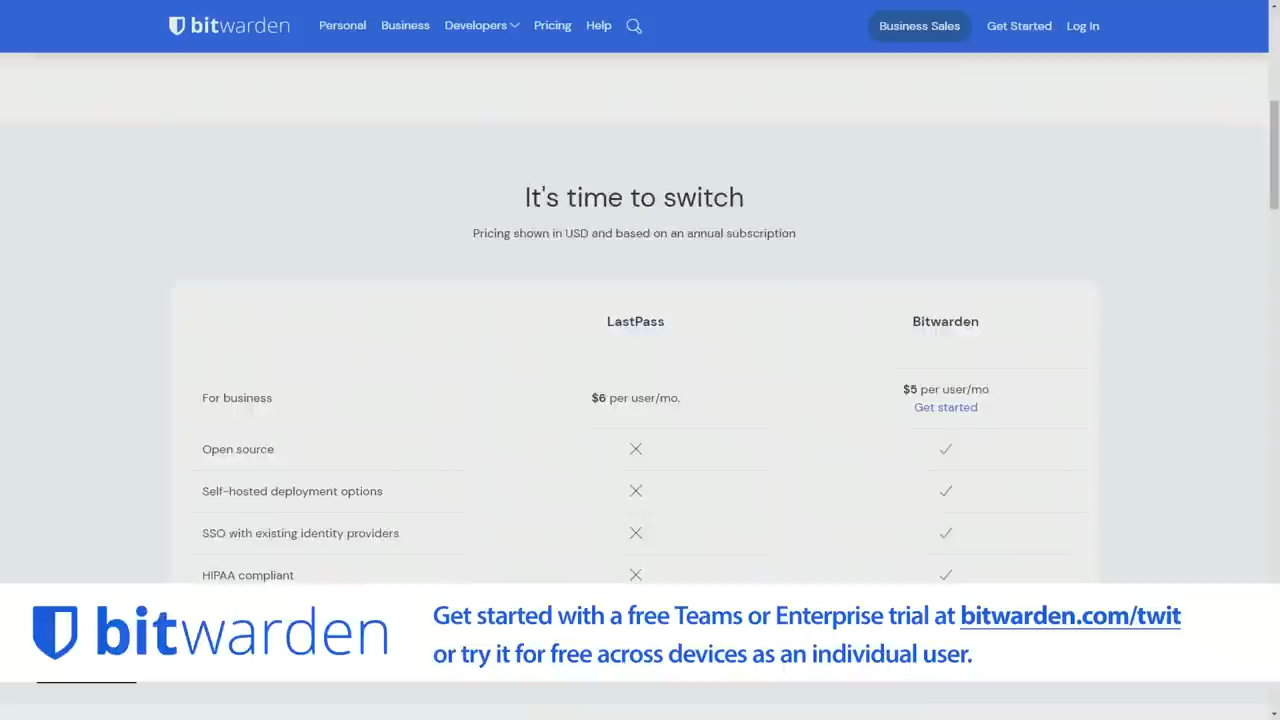 bitwarden Personal Business Developers Pricing Help Business Sales Get Started Log In
It's time to switch
Pricing shown in USD and based on an annual subscription
LastPass Bitwarden
For business $6 per user/mo. $5 per user/mo
Get started
Open source
Self-hosted deployment options
SSO with existing identity providers
HIPAA compliant
bitwarden
Get started with a free Teams or Enterprise trial at bitwarden.com/twit
or try it for free across devices as an individual user.